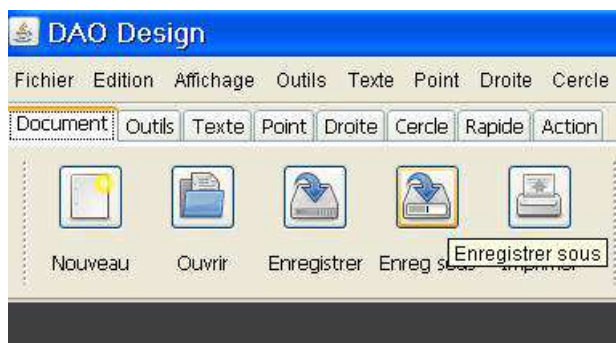 DAO Design
Fichier Edition Affichage Outils Texte Point Droite Cercle
Document Outils Texte Point Droite Cercle Rapide Action
Nouveau Ouvrir Enregistrer Enreg
Enregistrer sous